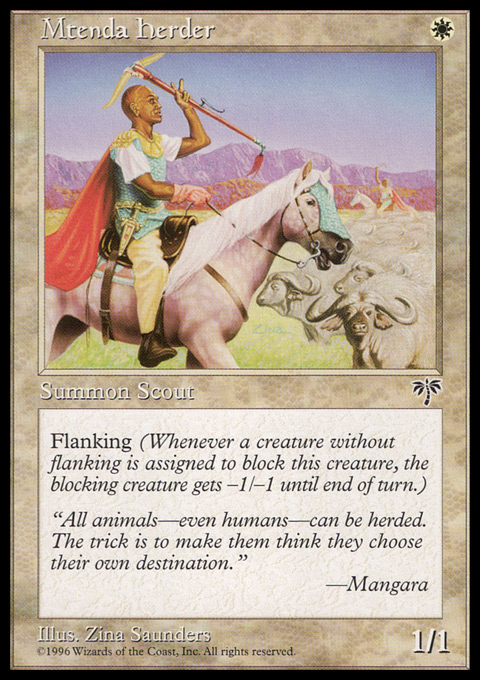 Mtenda Herder
Summon Scout
Flanking (Whenever a creature without
flanking is assigned to block this creature, the
blocking creature gets –1/–1 until end of turn.)
“All animals—even humans—can be herded.
The trick is to make them think they choose
their own destination.”
—Mangara
Illus. Zina Saunders
©1996 Wizards of the Coast, Inc. All rights reserved.
1/1